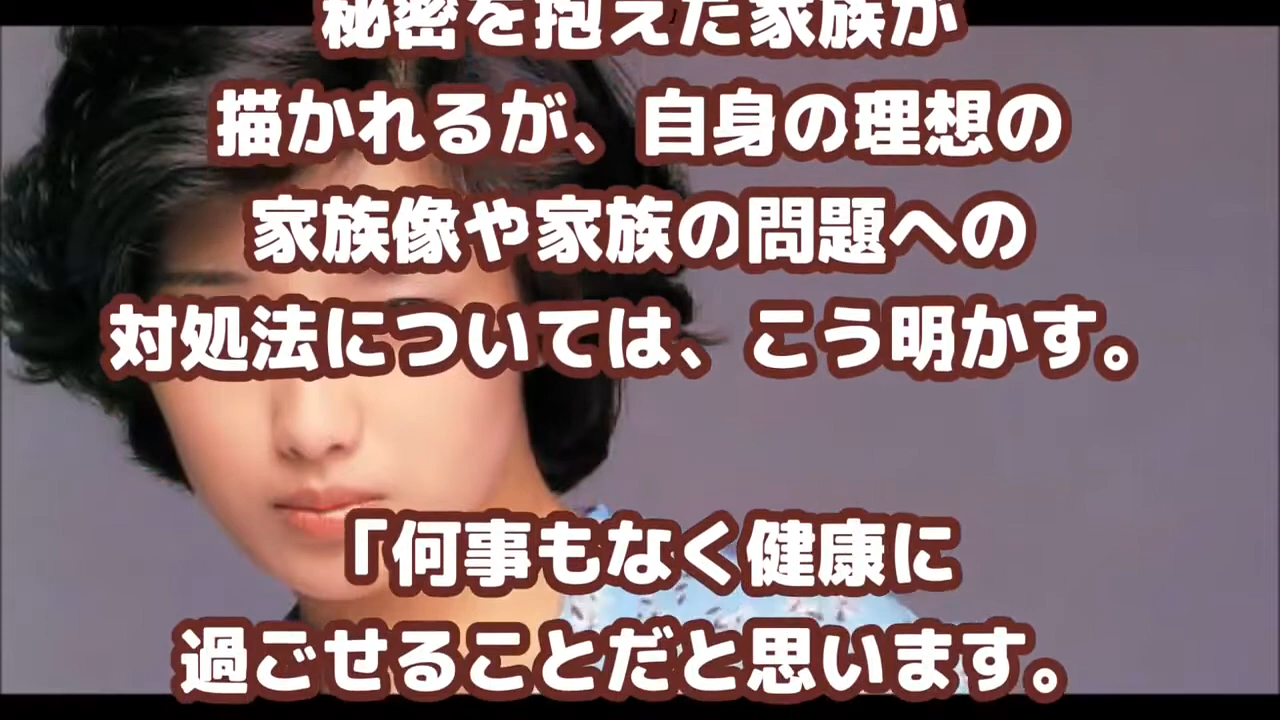 秘密を抱えた家族が
描かれるが、自身の理想の
家族像や家族の問題への
対処法については、こう明かす。
「何事もなく健康に
過ごせることだと思います。